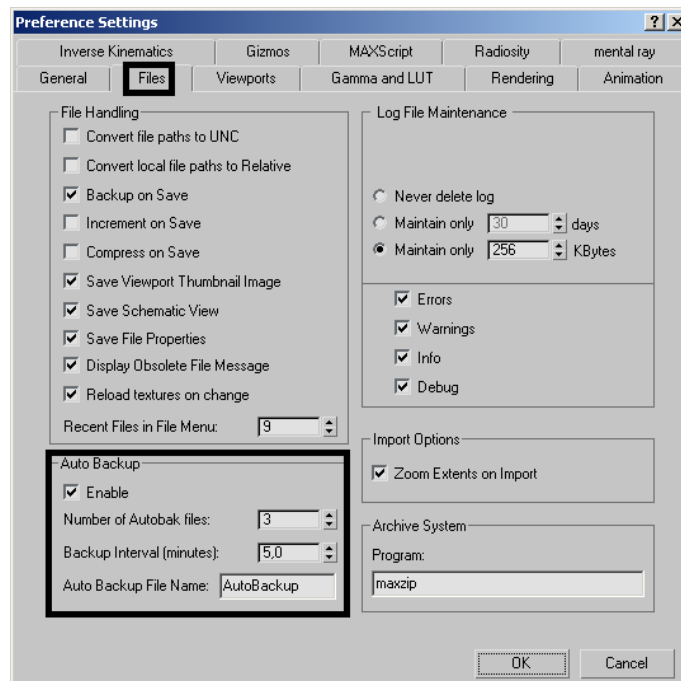 Preference Settings
Inverse Kinematics Gizmos MAXScript Radiosity mental ray
General Files Viewports Gamma and LUT Rendering Animation
File Handling
Convert file paths to UNC
Convert local file paths to Relative
Backup on Save
Increment on Save
Compress on Save
Save Viewport Thumbnail Image
Save Schematic View
Save File Properties
Display Obsolete File Message
Reload textures on change
Recent Files in File Menu: 9
Auto Backup
Enable
Number of Autobak files: 3
Backup Interval (minutes): 5,0
Auto Backup File Name: AutoBackup
Log File Maintenance
Never delete log
Maintain only 30 days
Maintain only 256 KBytes
Errors
Warnings
Info
Debug
Import Options
Zoom Extents on Import
Archive System
Program:
maxzip
OK Cancel